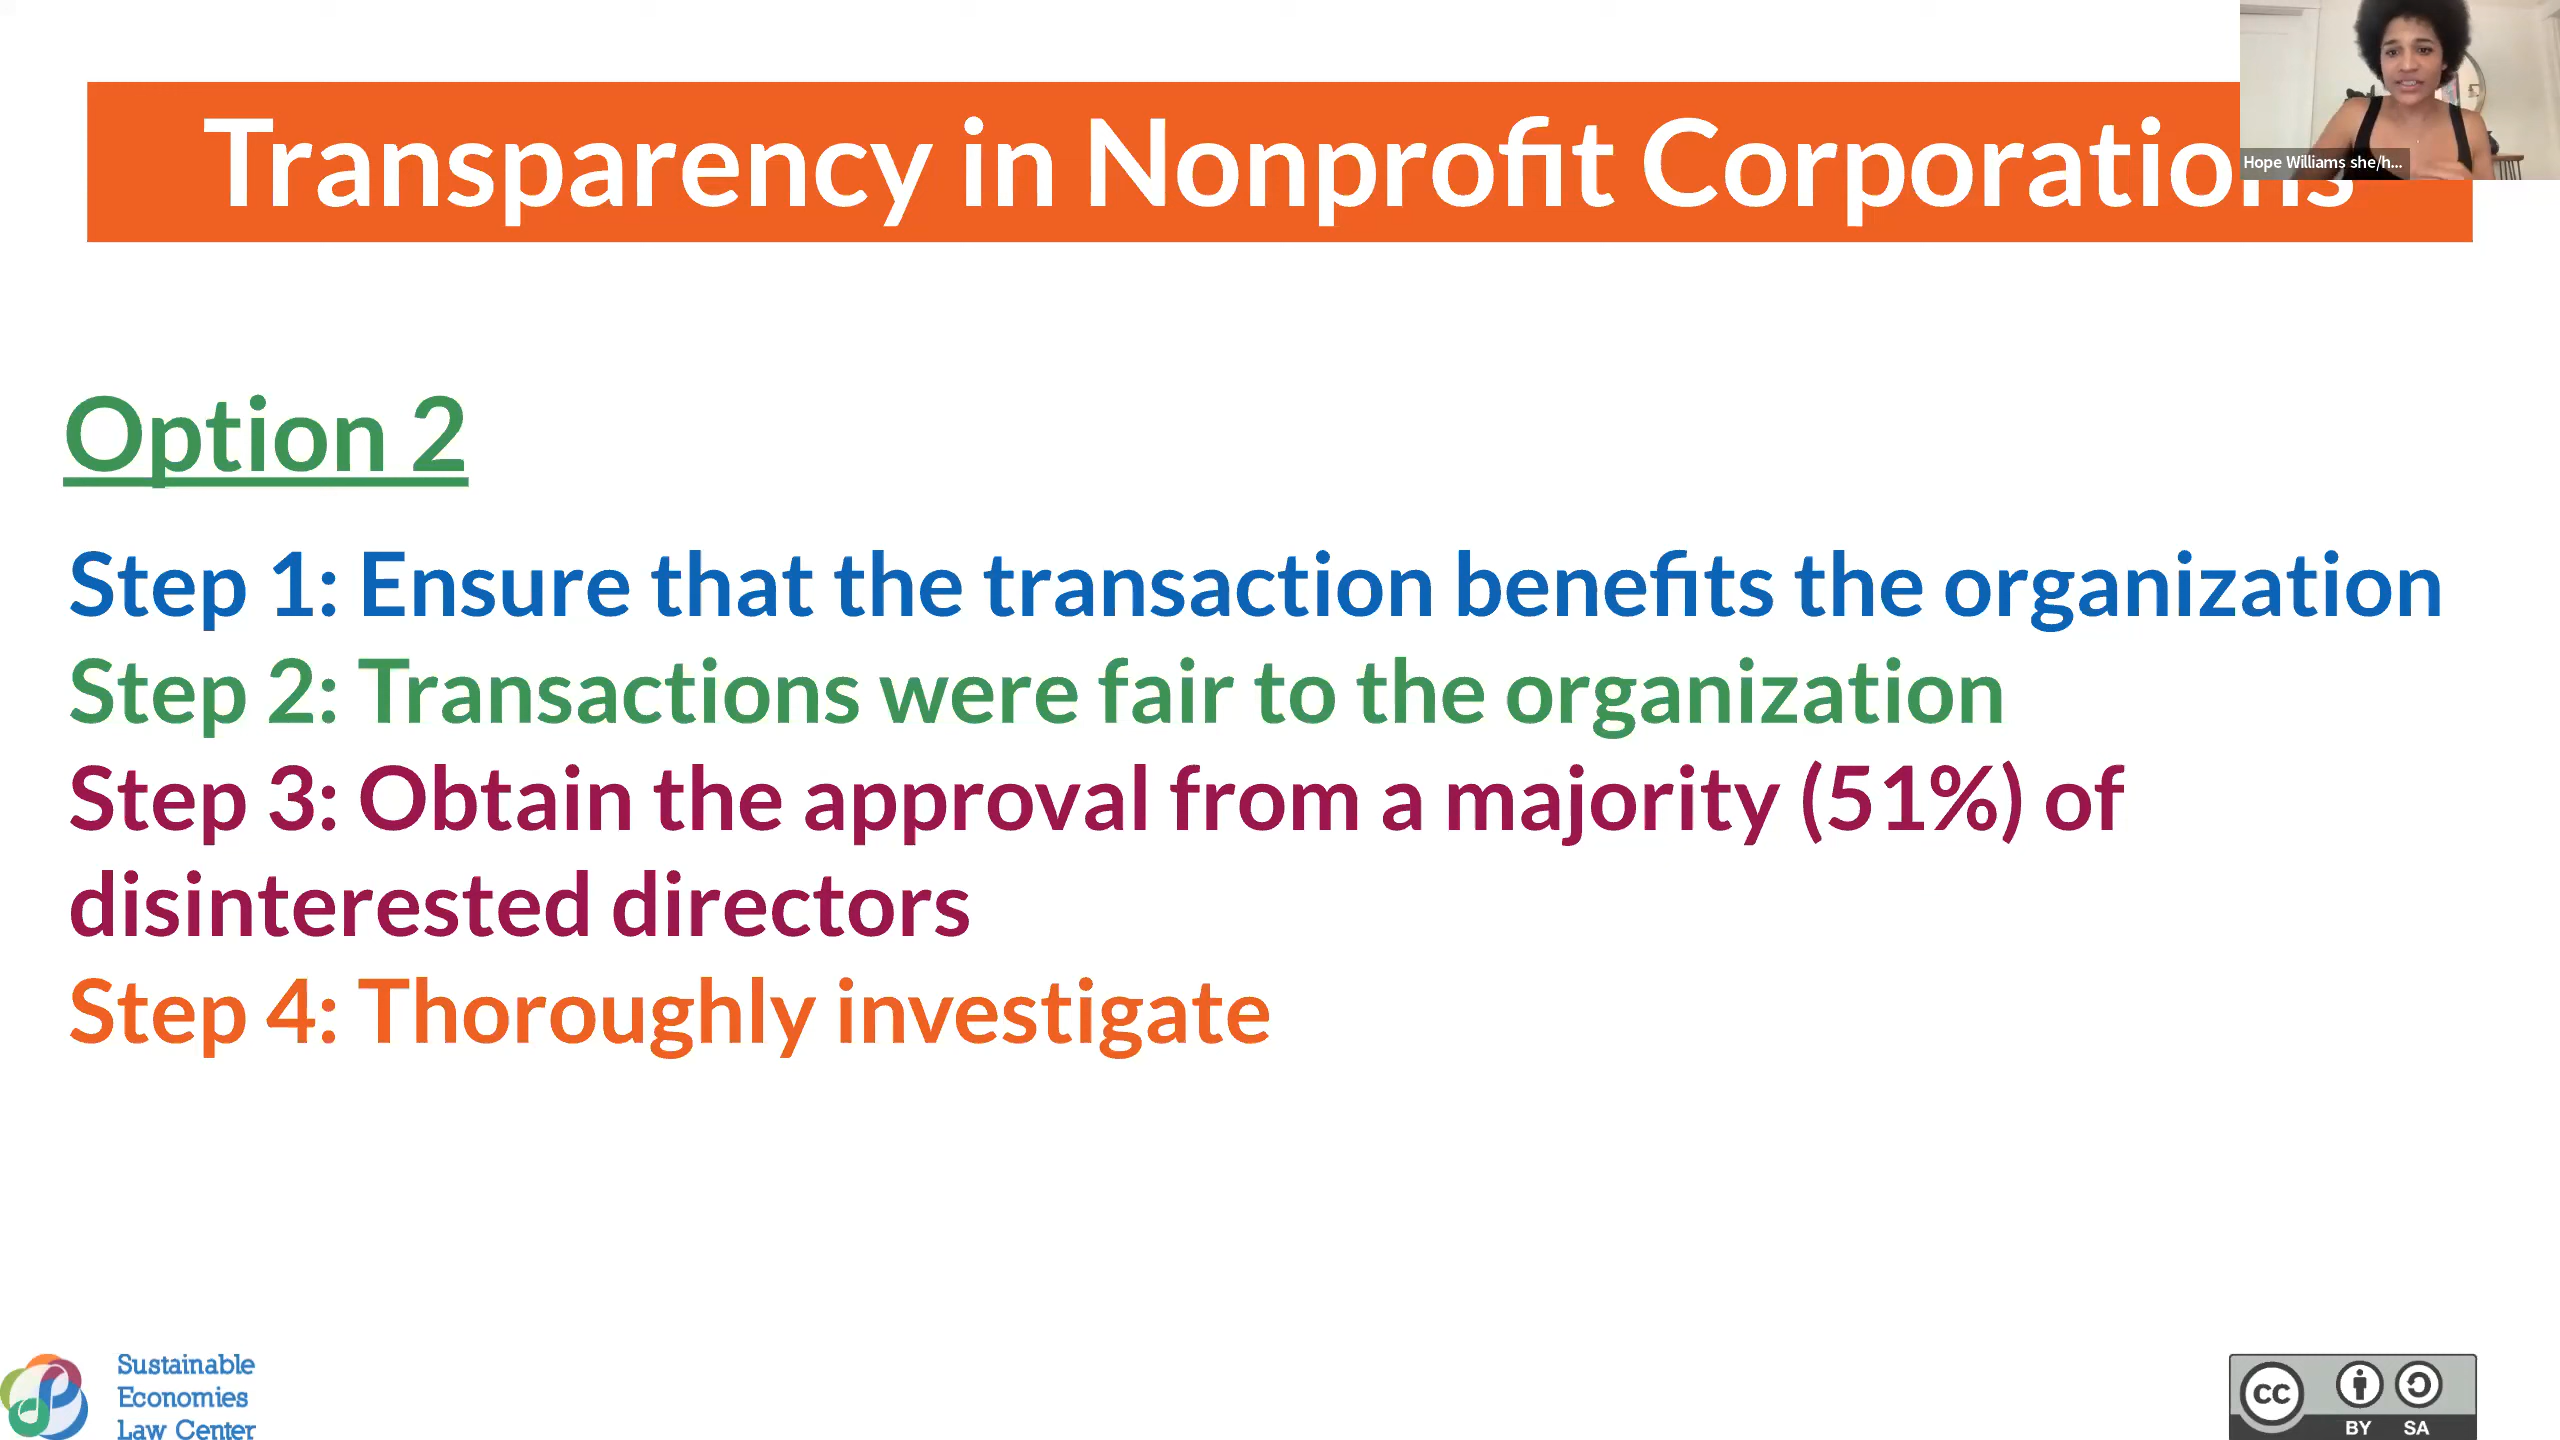 Transparency in Nonprofit Corporations
Hope Williams she/h...
Option 2
Step 1: Ensure that the transaction benefits the organization
Step 2: Transactions were fair to the organization
Step 3: Obtain the approval from a majority (51%) of
disinterested directors
Step 4: Thoroughly investigate
Sustainable
Economies
Law Center
CC
BY SA